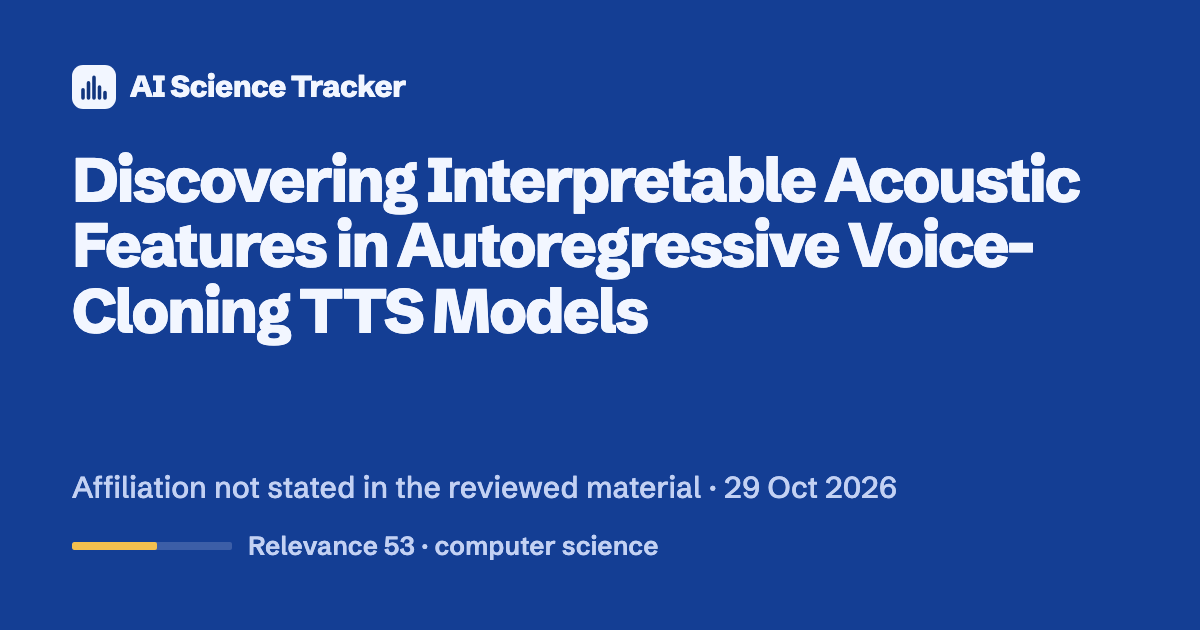 AI Science Tracker
Discovering Interpretable Acoustic
Features in Autoregressive Voice-
Cloning TTS Models
Affiliation not stated in the reviewed material · 29 Oct 2026
Relevance 53 · computer science